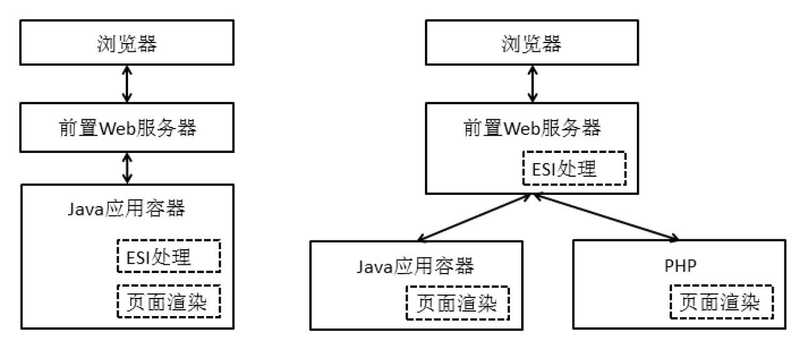 浏览器
前置Web服务器
Java应用容器
ESI处理
页面渲染
浏览器
前置Web服务器
ESI处理
Java应用容器
页面渲染
PHP
页面渲染